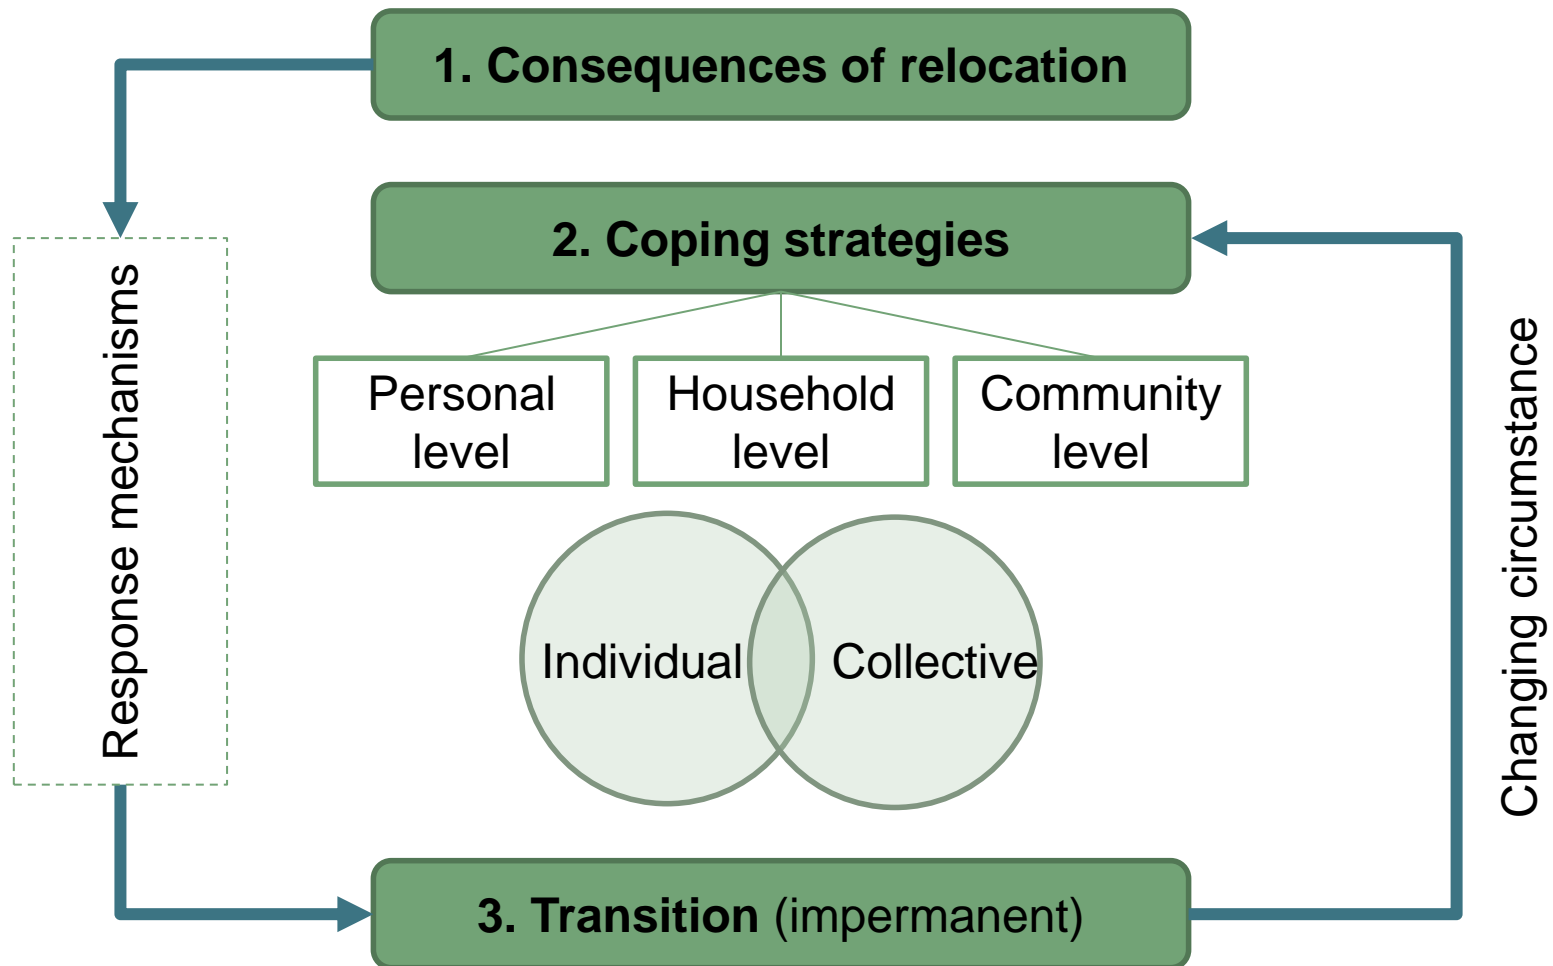 1. Consequences of relocation
2. Coping strategies
Response mechanisms
Personal
level
Household
level
Community
level
Changing circumstance
Individual
Collective
3. Transition (impermanent)